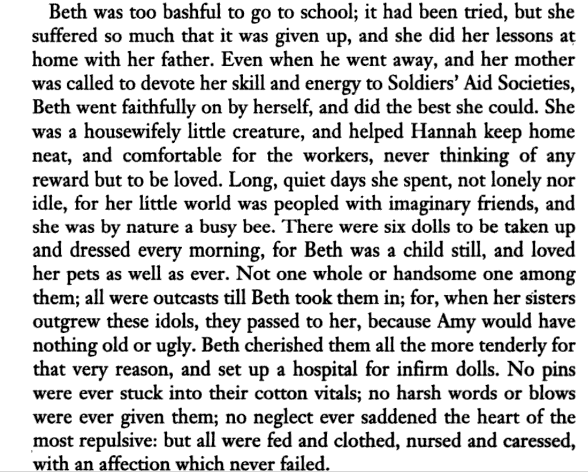 Beth was too bashful to go to school; it had been tried, but she
suffered so much that it was given up, and she did her lessons at
home with her father. Even when he went away, and her mother
was called to devote her skill and energy to Soldiers' Aid Societies,
Beth went faithfully on by herself, and did the best she could. She
was a housewifely little creature, and helped Hannah keep home
neat, and comfortable for the workers, never thinking of any
reward but to be loved. Long, quiet days she spent, not lonely nor
idle, for her little world was peopled with imaginary friends, and
she was by nature a busy bee. There were six dolls to be taken up
and dressed every morning, for Beth was a child still, and loved
her pets as well as ever. Not one whole or handsome one among
them; all were outcasts till Beth took them in; for, when her sisters
outgrew these idols, they passed to her, because Amy would have
nothing old or ugly. Beth cherished them all the more tenderly for
that very reason, and set up a hospital for infirm dolls. No pins
were ever stuck into their cotton vitals; no harsh words or blows
were ever given them; no neglect ever saddened the heart of the
most repulsive: but all were fed and clothed, nursed and caressed,
with an affection which never failed.